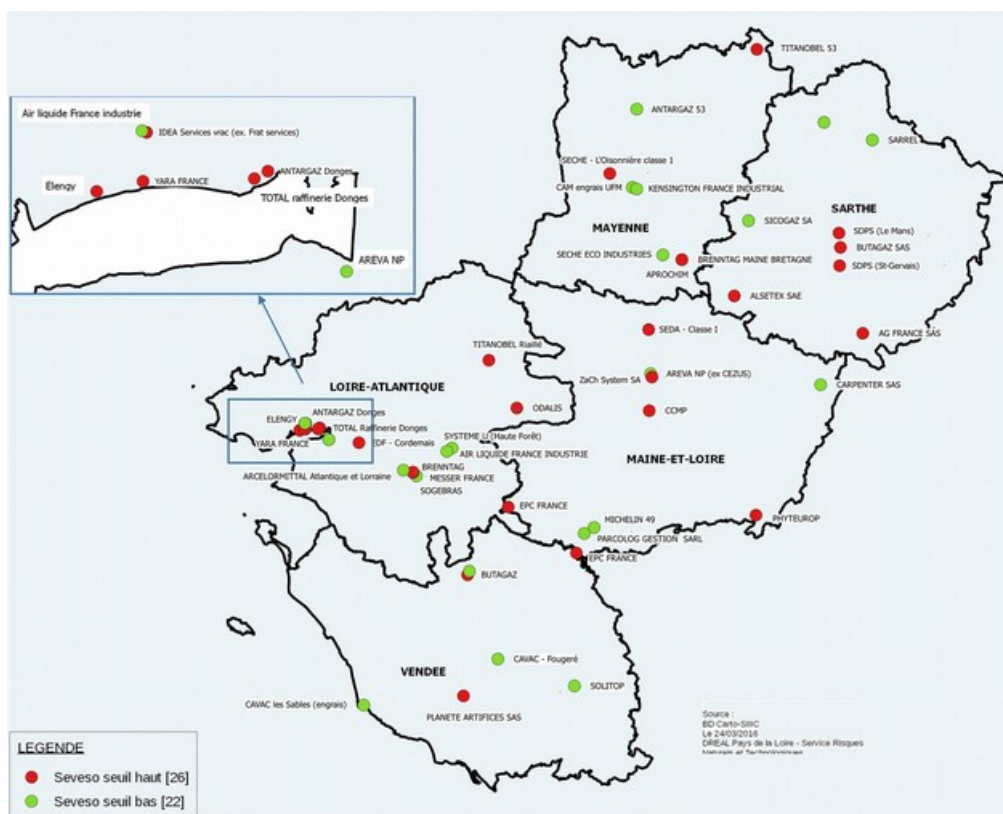 TITANOBEL 53
Air liquide France industrie
IDEA Services vrac (ex. Frat services)
ANTARGAZ Donges
Elengy
YARA FRANCE
TOTAL raffinerie Donges
AREVA NP
ANTARGAZ 53
SARREL
SECHE - L'Oisonnière classe 1
CAM engrais UFM
KENSINGTON FRANCE INDUSTRIAL
MAYENNE
SARTHE
SICOGAZ SA
SDPS (Le Mans)
BUTAGAZ SAS
SDPS (St-Gervais)
SECHE ECO INDUSTRIES
BRENNTAG MAINE BRETAGNE
APROCHIM
ALSETEX SAE
AG FRANCE SAS
SEDA - Classe I
TITANOBEL Riaillé
ZaCh System SA
AREVA NP (ex CEZUS)
CARPENTER SAS
LOIRE-ATLANTIQUE
CCMP
ODALIS
ANTARGAZ Donges
ELENGY
TOTAL Raffinerie Donges
YARA FRANCE
EDF - Cordemais
SYSTEME U (Haute Forêt)
AIR LIQUIDE FRANCE INDUSTRIE
MAINE-ET-LOIRE
BRENNTAG
ARCELORMITTAL Atlantique et Lorraine
MESSER FRANCE
SOGEBRAS
EPC FRANCE
MICHELIN 49
PARCOLOG GESTION SARL
PHYTEUROP
EPC FRANCE
BUTAGAZ
CAVAC - Fougeré
VENDEE
SOLITOP
CAVAC les Sables (engrais)
PLANETE ARTIFICES SAS
Source :
BD Carto-SIIIC
Le 24/03/2016
DREAL Pays de la Loire - Service Risques
Naturels et Technologiques
LEGENDE
Seveso seuil haut [26]
Seveso seuil bas [22]